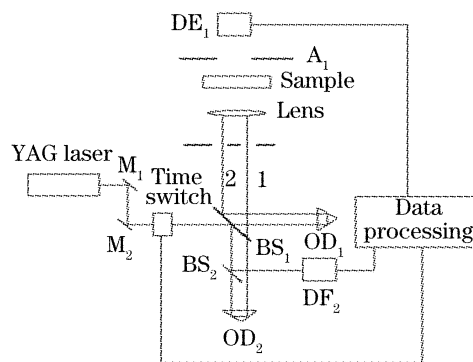 DE₁
A₁
Sample
Lens
YAG laser
M₁
Time
switch
2
1
M₂
BS₁
OD₁
Data
processing
BS₂
DF₂
OD₂